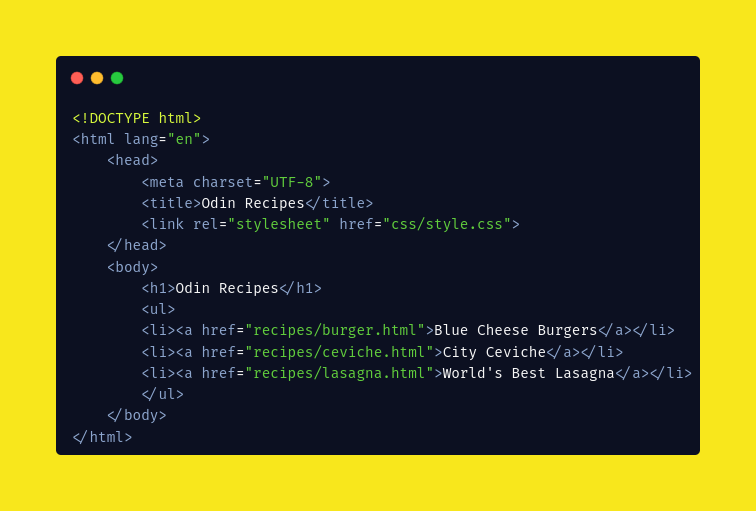 <!DOCTYPE html>
<html lang="en">
    <head>
        <meta charset="UTF-8">
        <title>Odin Recipes</title>
        <link rel="stylesheet" href="css/style.css">
    </head>
    <body>
        <h1>Odin Recipes</h1>
        <ul>
        <li><a href="recipes/burger.html">Blue Cheese Burgers</a></li>
        <li><a href="recipes/ceviche.html">City Ceviche</a></li>
        <li><a href="recipes/lasagna.html">World's Best Lasagna</a></li>
        </ul>
    </body>
</html>